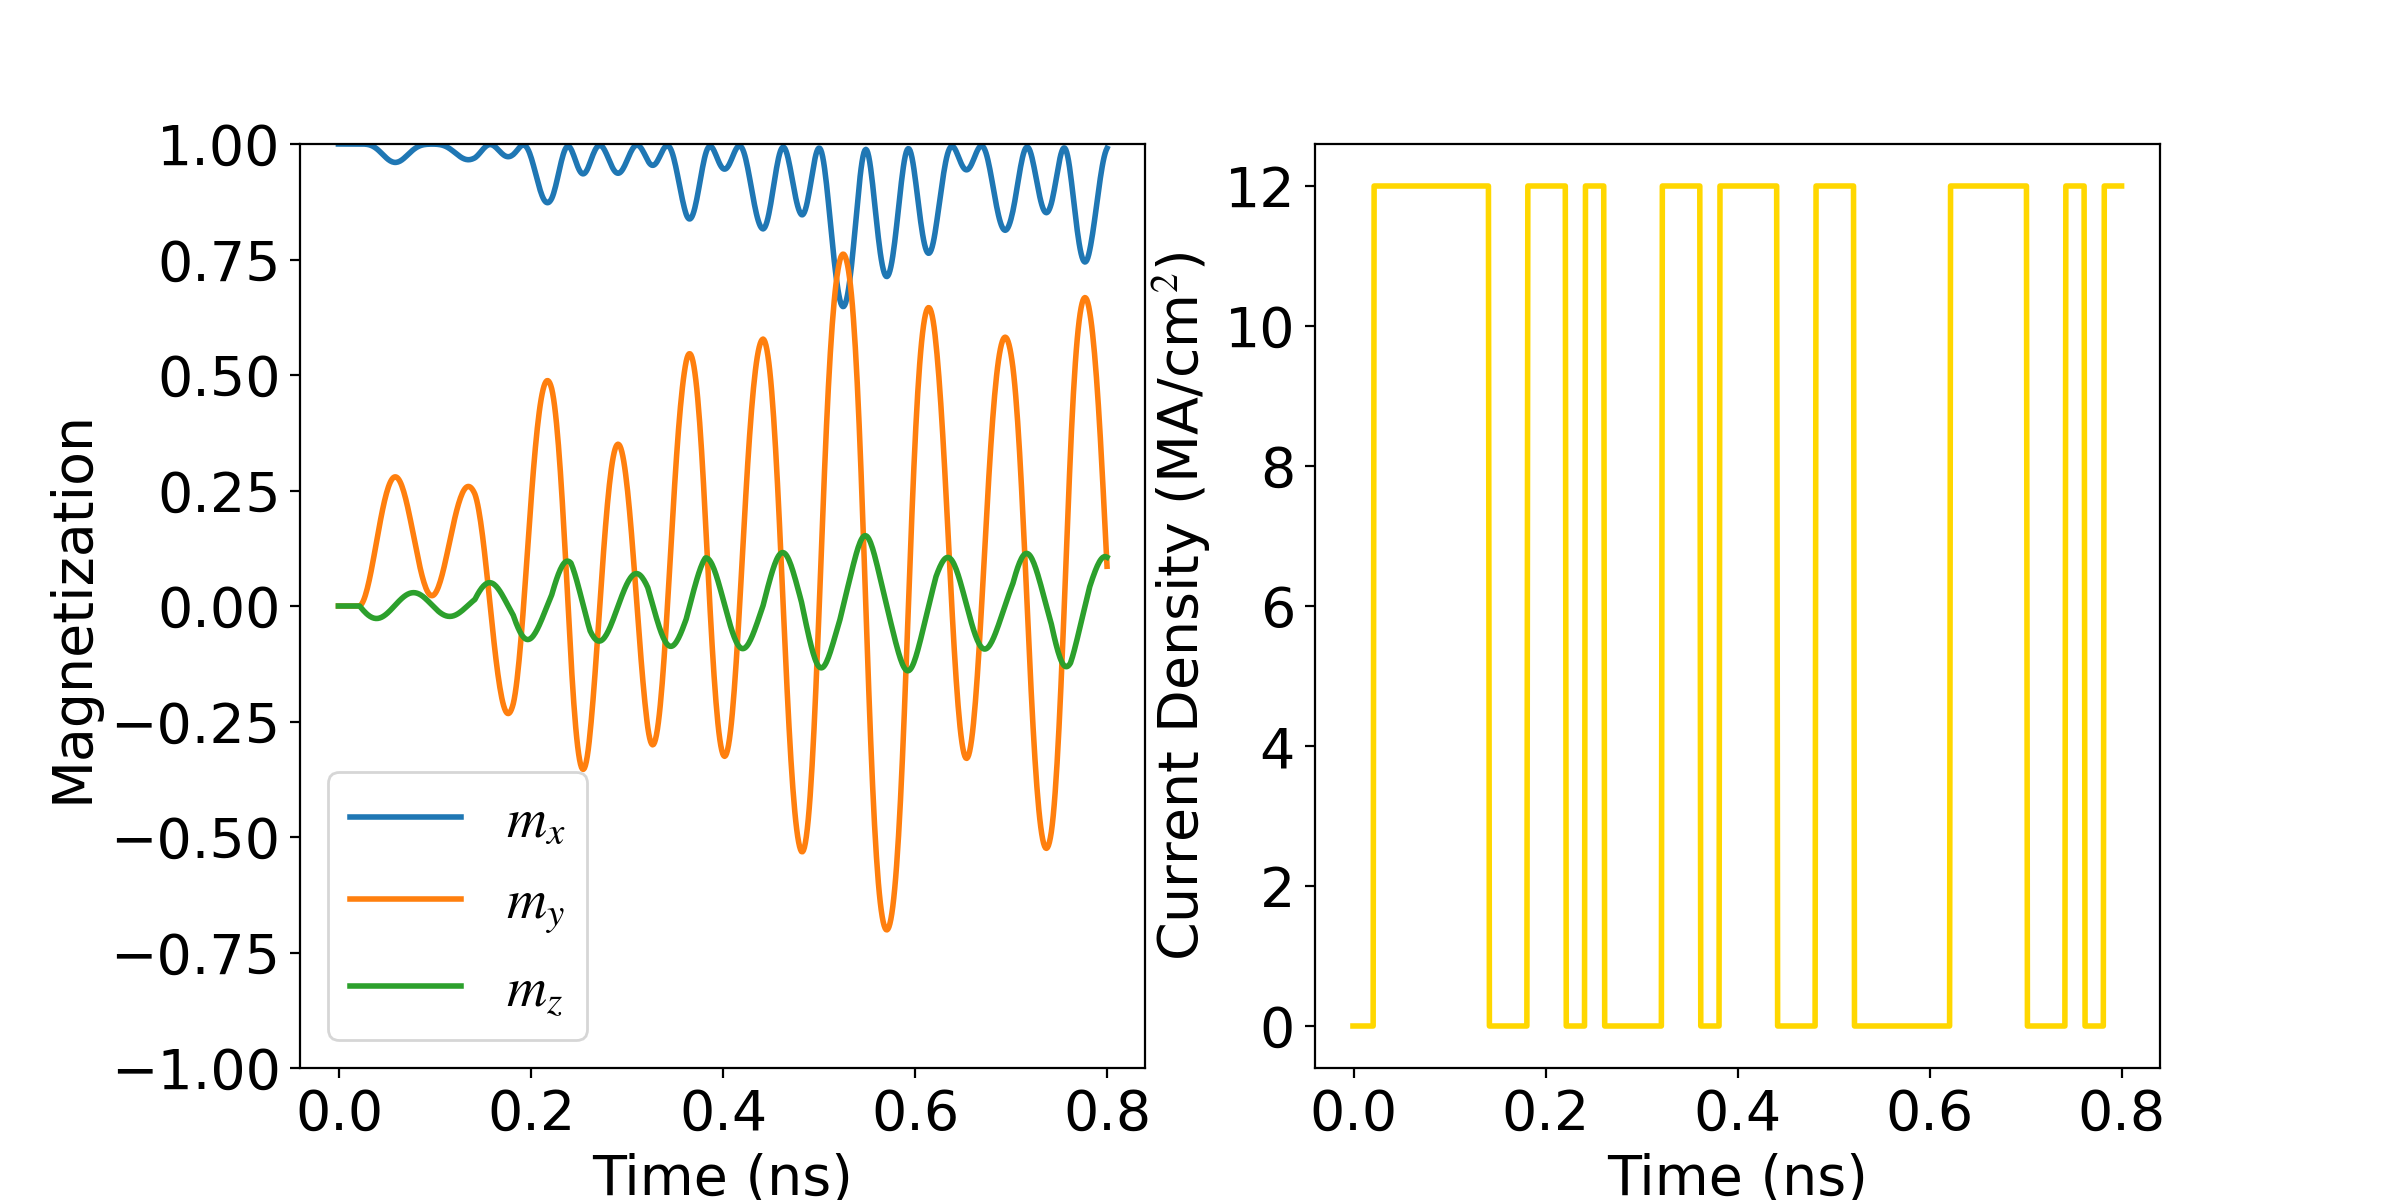 Magnetization
1.00
0.75
0.50
0.25
0.00
−0.25
−0.50
−0.75
−1.00
m_x
m_y
m_z
0.0 0.2 0.4 0.6 0.8
Time (ns)
Current Density (MA/cm²)
12
10
8
6
4
2
0
0.0 0.2 0.4 0.6 0.8
Time (ns)